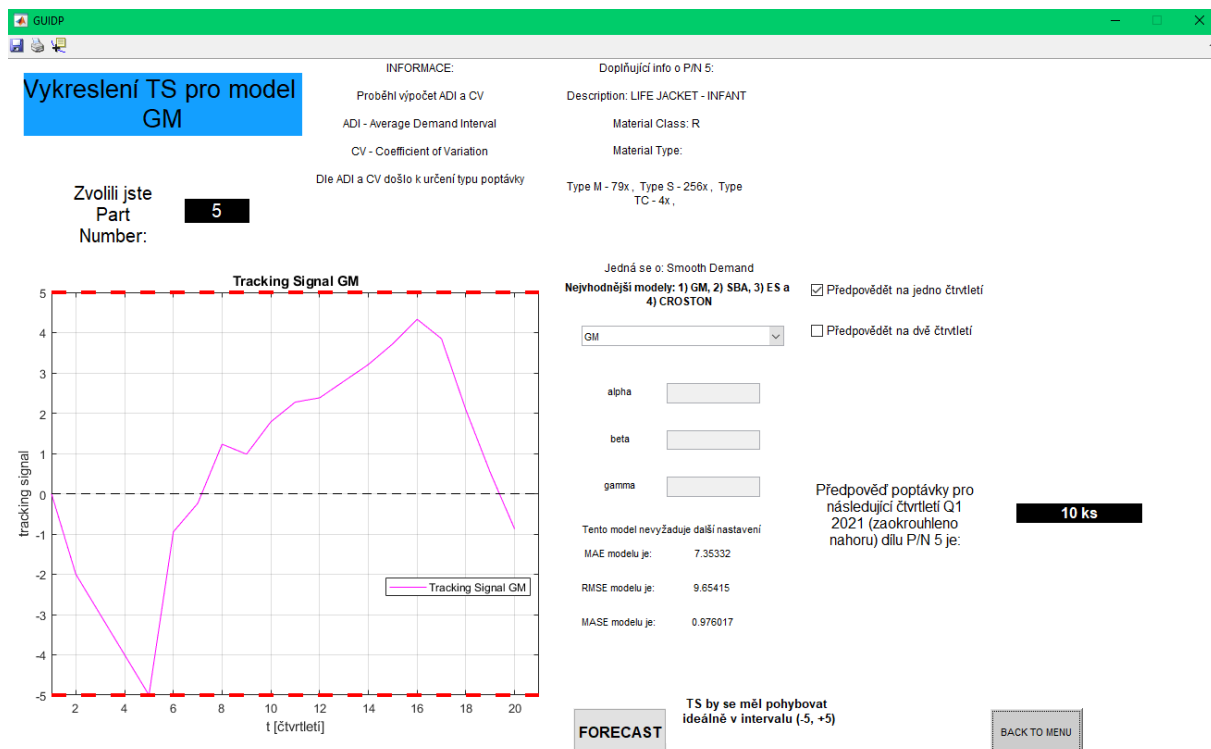 GUIDP
Vykreslení TS pro model
GM
INFORMACE:
Proběhl výpočet ADI a CV
ADI - Average Demand Interval
CV - Coefficient of Variation
Dle ADI a CV došlo k určení typu poptávky
Doplňující info o P/N 5:
Description: LIFE JACKET - INFANT
Material Class: R
Material Type:
Type M - 79x , Type S - 256x , Type
TC - 4x ,
Zvolili jste
Part
Number:
5
Tracking Signal GM
5
4
3
2
1
0
-1
-2
-3
-4
-5
tracking signal
2 4 6 8 10 12 14 16 18 20
t [čtvrtletí]
Tracking Signal GM
Jedná se o: Smooth Demand
Nejvhodnější modely: 1) GM, 2) SBA, 3) ES a
4) CROSTON
GM
Předpovědět na jedno čtvrtletí
Předpovědět na dvě čtvrtletí
alpha
beta
gamma
Tento model nevyžaduje další nastavení
MAE modelu je: 7.35332
RMSE modelu je: 9.65415
MASE modelu je: 0.976017
Předpověď poptávky pro
následující čtvrtletí Q1
2021 (zaokrouhleno
nahoru) dílu P/N 5 je:
10 ks
TS by se měl pohybovat
ideálně v intervalu (-5, +5)
FORECAST
BACK TO MENU